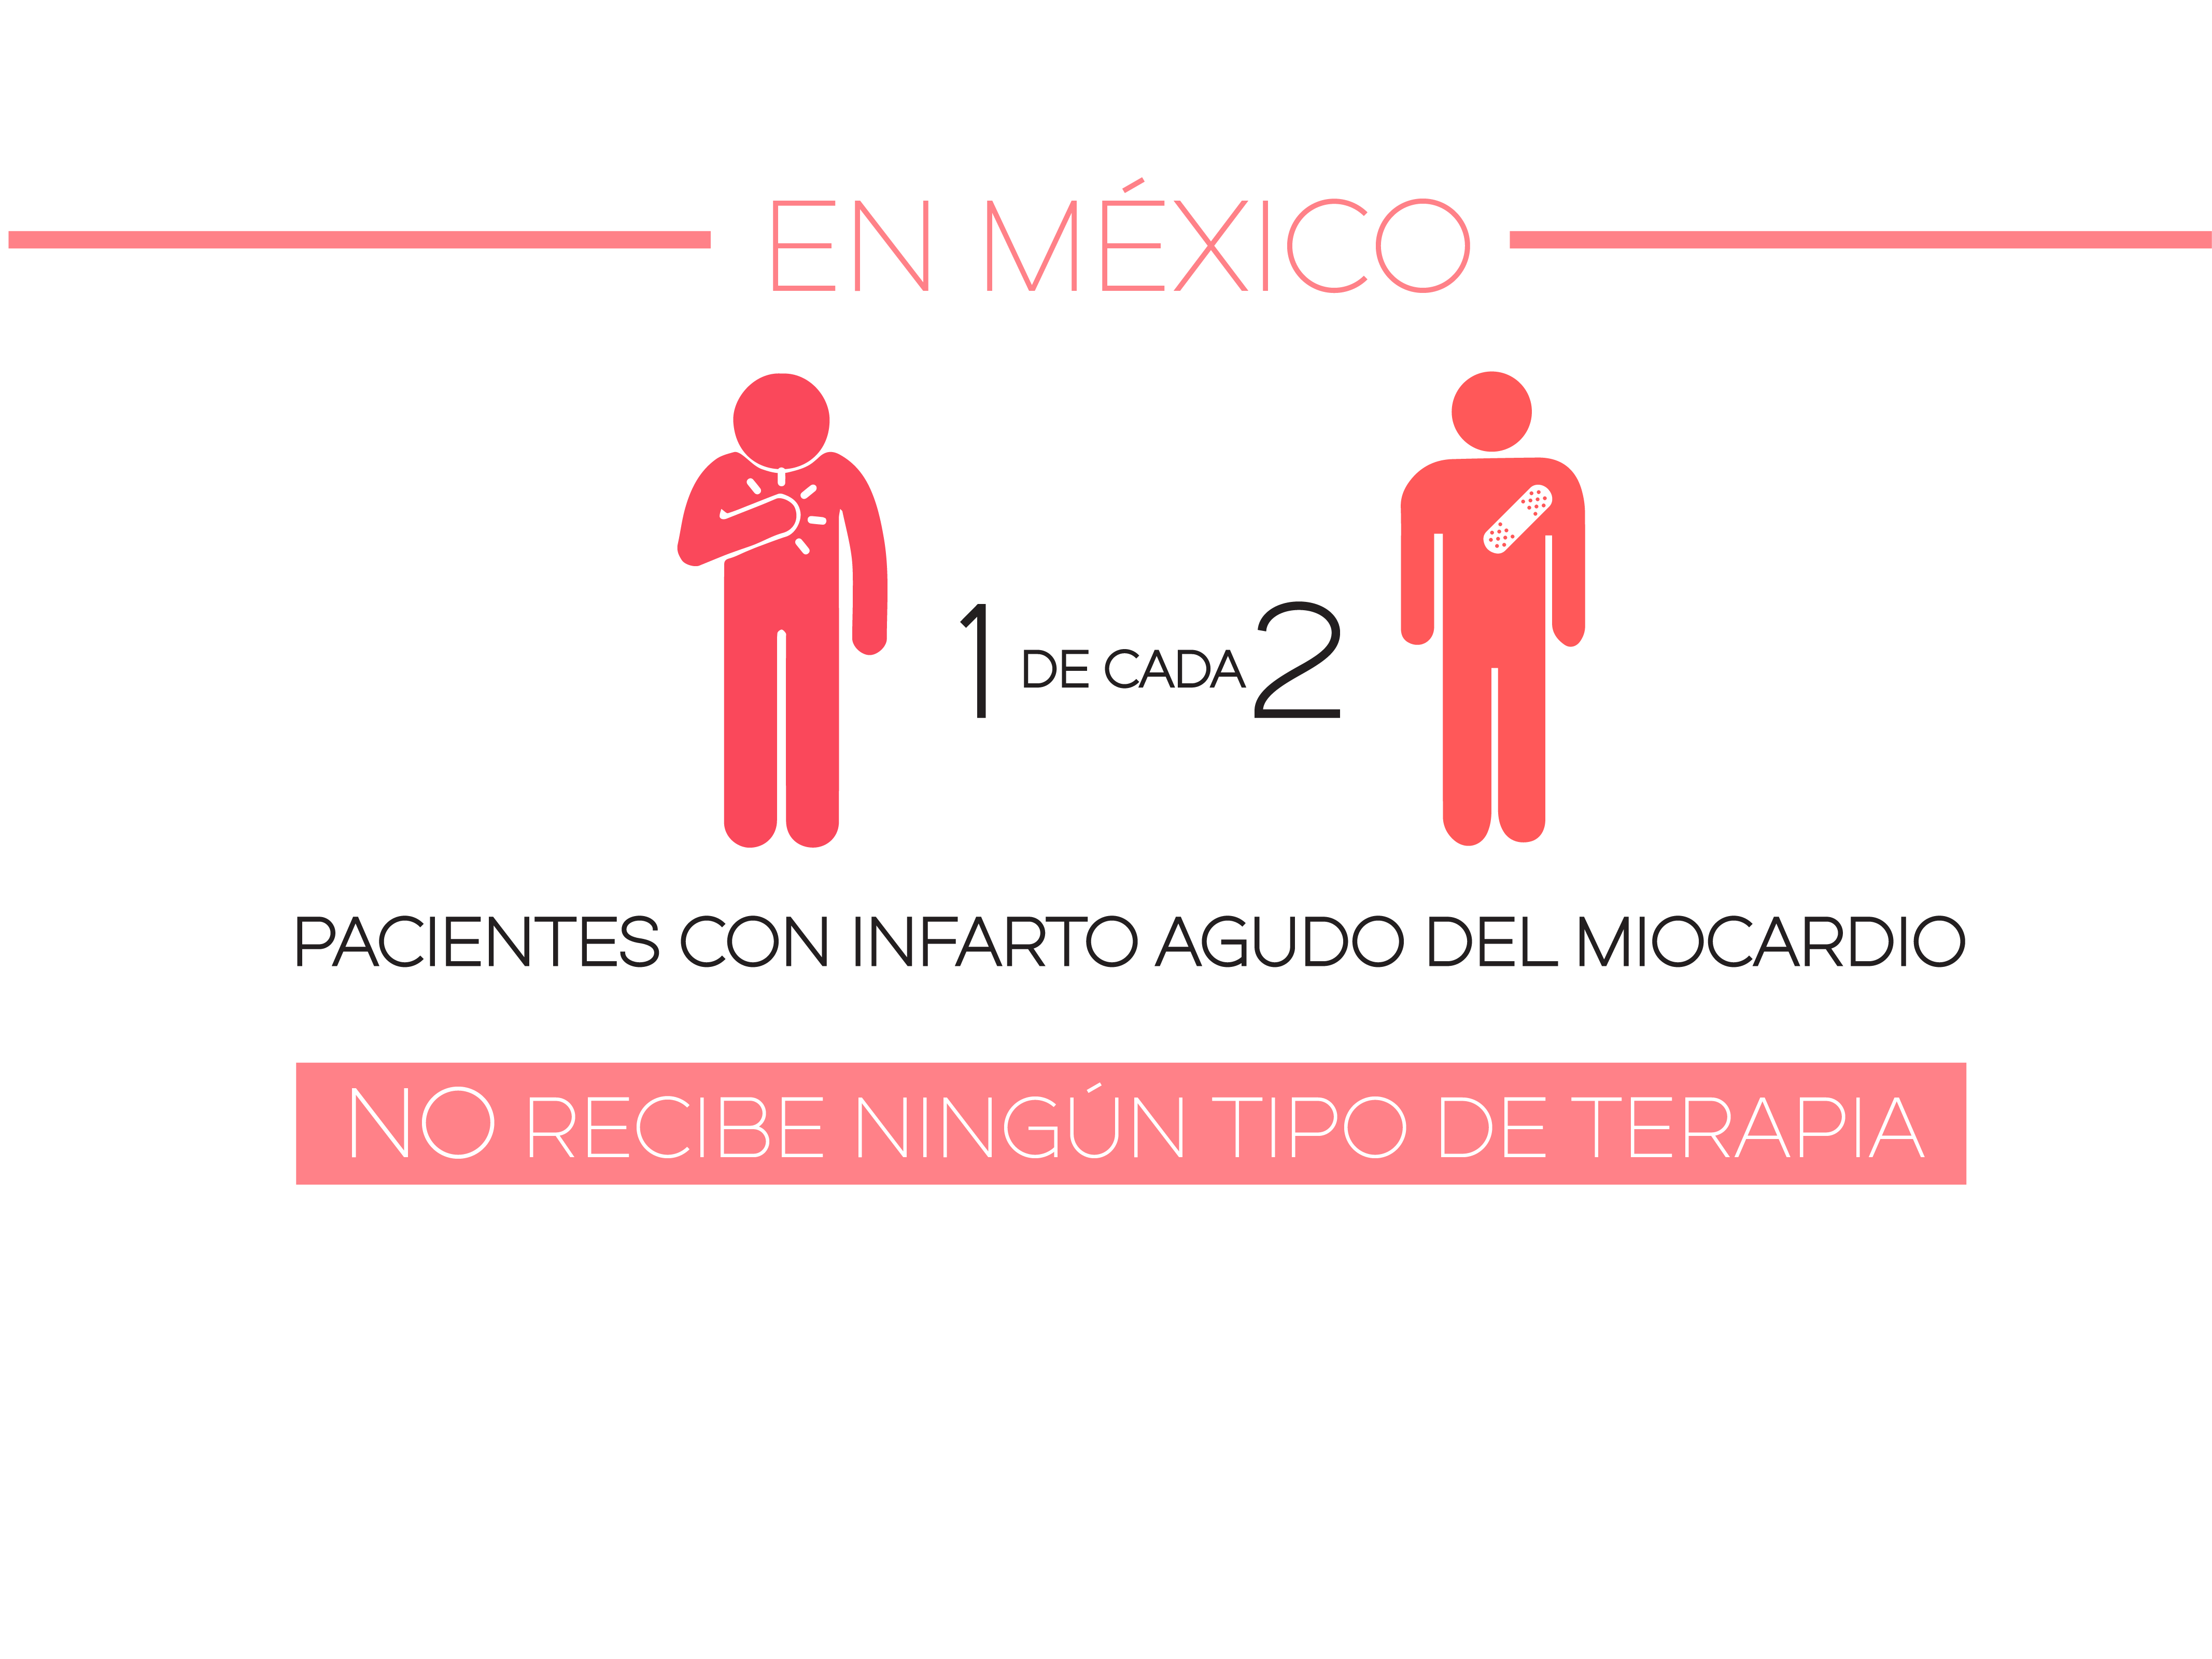 EN MÉXICO
1 DE CADA 2
PACIENTES CON INFARTO AGUDO DEL MIOCARDIO
NO RECIBE NINGÚN TIPO DE TERAPIA